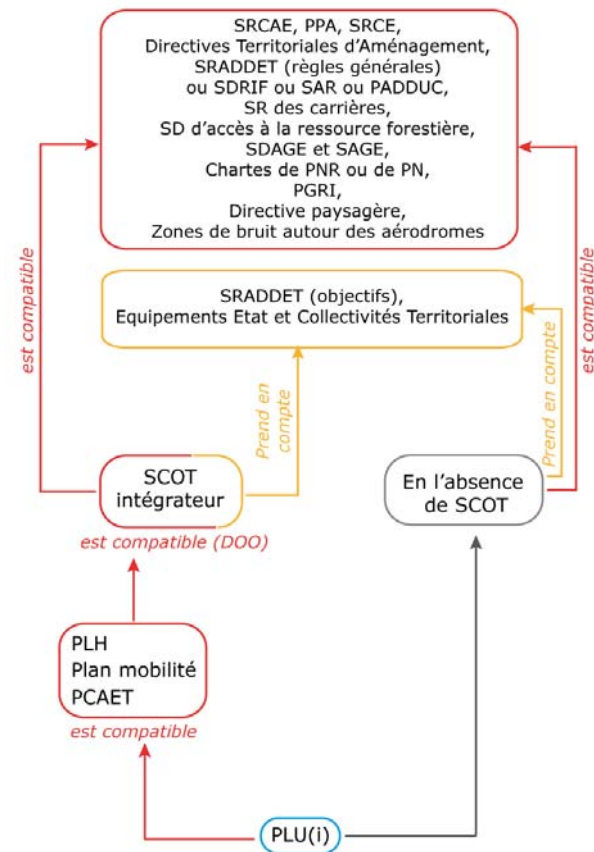 SRCAE, PPA, SRCE,
Directives Territoriales d'Aménagement,
SRADDET (règles générales)
ou SDRIF ou SAR ou PADDUC,
SR des carrières,
SD d'accès à la ressource forestière,
SDAGE et SAGE,
Chartes de PNR ou de PN,
PGRI,
Directive paysagère,
Zones de bruit autour des aérodromes
est compatible
est compatible
SRADDET (objectifs),
Equipements Etat et Collectivités Territoriales
Prend en
compte
Prend en compte
SCOT
intégrateur
En l'absence
de SCOT
est compatible (DOO)
PLH
Plan mobilité
PCAET
est compatible
PLU(i)